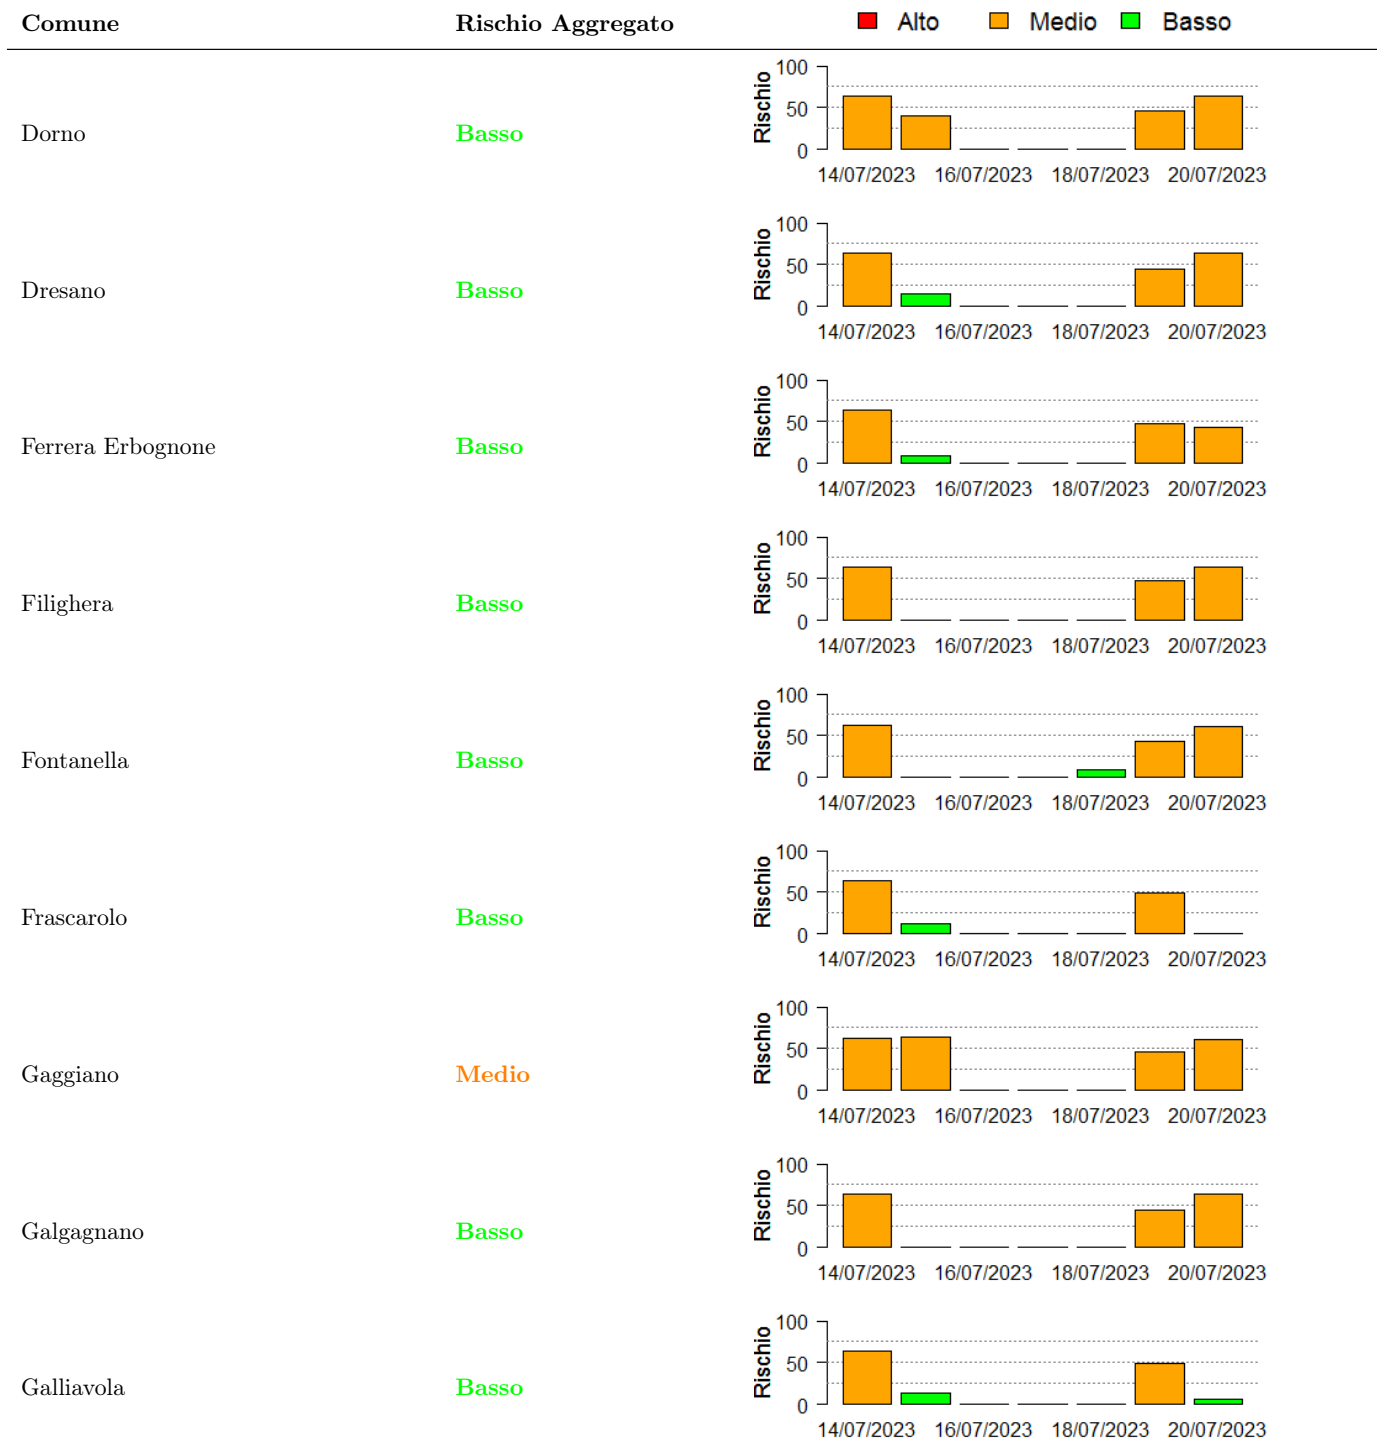 Comune Rischio Aggregato Alto Medio Basso
Dorno Basso Rischio 100 50 0
14/07/2023 16/07/2023 18/07/2023 20/07/2023
Dresano Basso Rischio 100 50 0
14/07/2023 16/07/2023 18/07/2023 20/07/2023
Ferrera Erbognone Basso Rischio 100 50 0
14/07/2023 16/07/2023 18/07/2023 20/07/2023
Filighera Basso Rischio 100 50 0
14/07/2023 16/07/2023 18/07/2023 20/07/2023
Fontanella Basso Rischio 100 50 0
14/07/2023 16/07/2023 18/07/2023 20/07/2023
Frascarolo Basso Rischio 100 50 0
14/07/2023 16/07/2023 18/07/2023 20/07/2023
Gaggiano Medio Rischio 100 50 0
14/07/2023 16/07/2023 18/07/2023 20/07/2023
Galgagnano Basso Rischio 100 50 0
14/07/2023 16/07/2023 18/07/2023 20/07/2023
Galliavola Basso Rischio 100 50 0
14/07/2023 16/07/2023 18/07/2023 20/07/2023